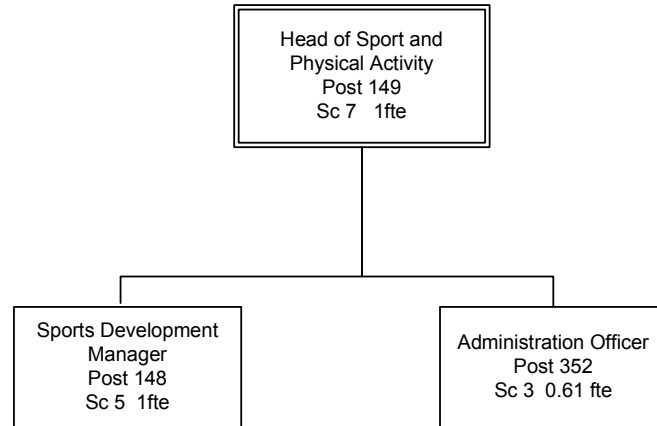 Head of Sport and
Physical Activity
Post 149
Sc 7   1fte
Sports Development
Manager
Post 148
Sc 5  1fte
Administration Officer
Post 352
Sc 3  0.61 fte